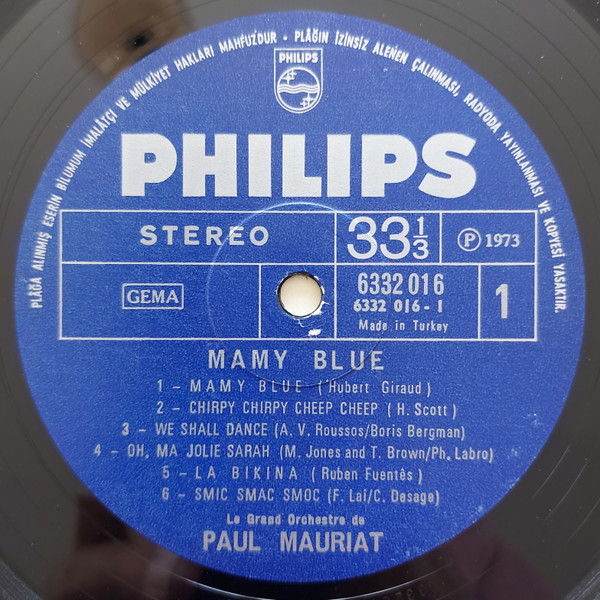 PLÂĞA ALINMIŞ ESERİN BİLUMUM İMALÂTÇI VE MÜLKİYET HAKLARI MAHFUZDUR - PLÂĞIN İZİNSİZ ALENEN ÇALINMASI, RADYODA YAYINLANMASI VE KOPYESİ YASAKTIR.
PHILIPS
PHILIPS
STEREO
33 1/3
Ⓟ 1973
GEMA
6332 016
6332 016-1
Made in Turkey
1
MAMY BLUE
1 - MAMY BLUE (Hubert Giraud)
2 - CHIRPY CHIRPY CHEEP CHEEP (H. Scott)
3 - WE SHALL DANCE (A. V. Roussos/Boris Bergman)
4 - OH, MA JOLIE SARAH (M. Jones and T. Brown/Ph. Labro)
5 - LA BIKINA (Ruben Fuentês)
6 - SMIC SMAC SMOC (F. Lai/C. Desage)
Le Grand Orchestre de
PAUL MAURIAT